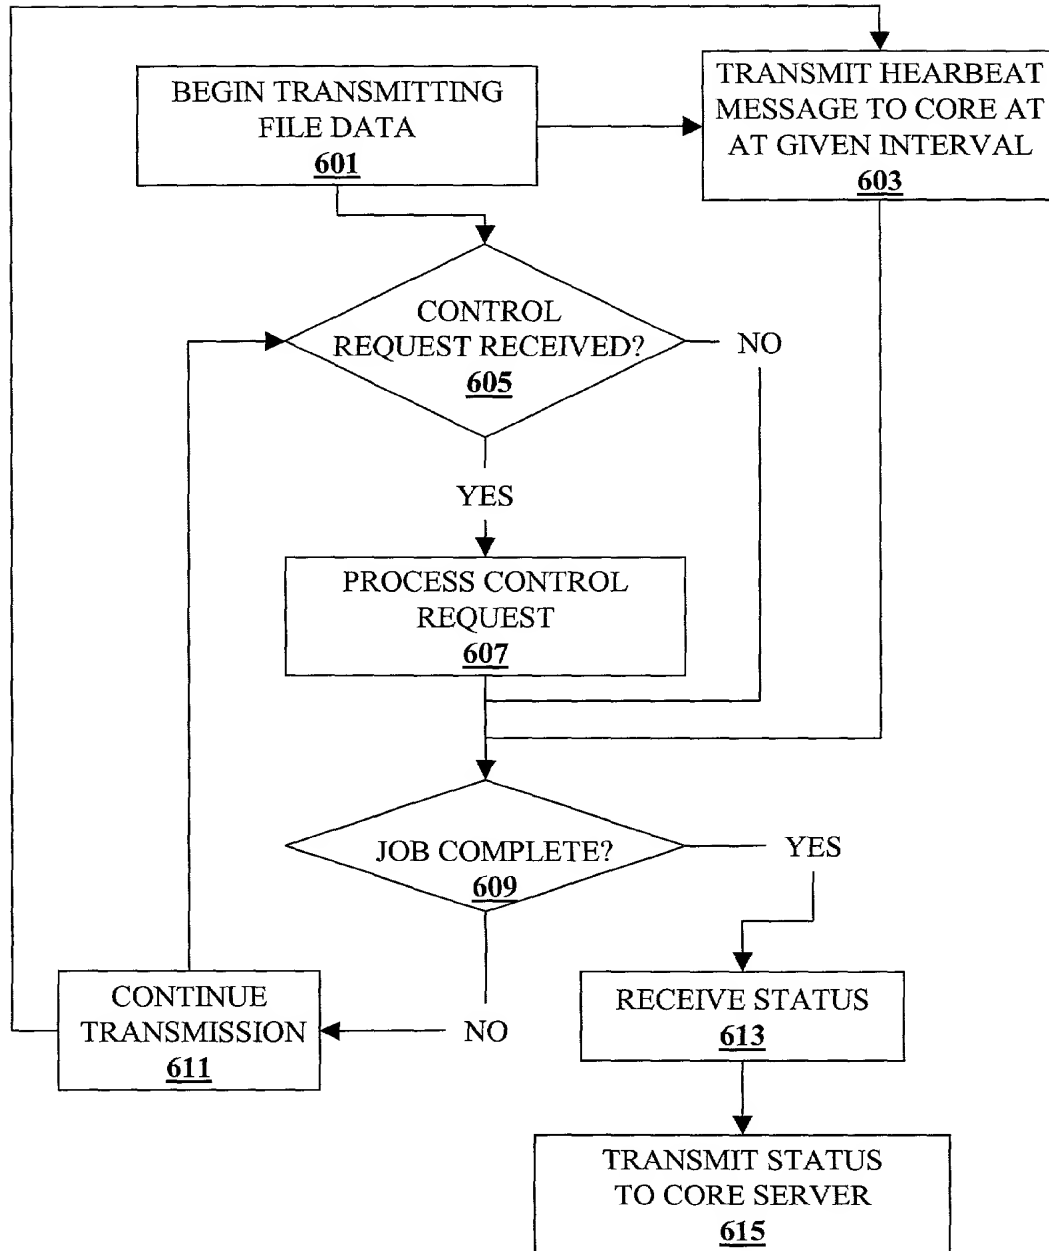 BEGIN TRANSMITTING
FILE DATA
601
TRANSMIT HEARBEAT
MESSAGE TO CORE AT
AT GIVEN INTERVAL
603
CONTROL
REQUEST RECEIVED?
605
NO
YES
PROCESS CONTROL
REQUEST
607
JOB COMPLETE?
609
YES
CONTINUE
TRANSMISSION
611
NO
RECEIVE STATUS
613
TRANSMIT STATUS
TO CORE SERVER
615